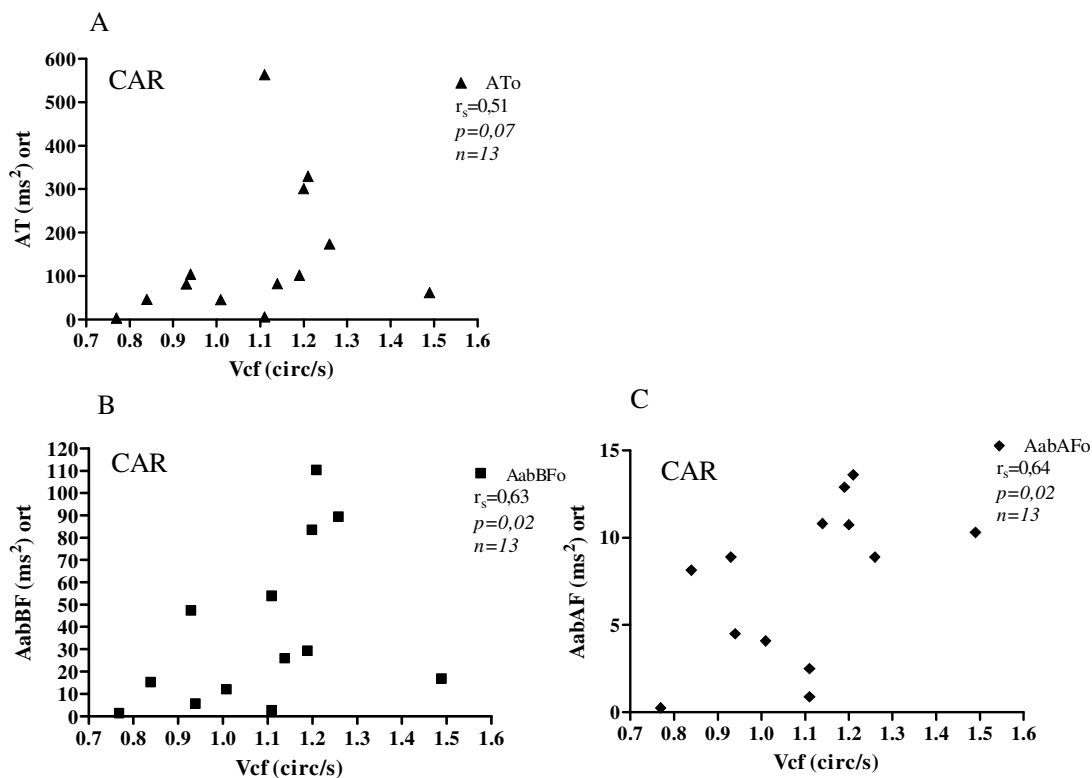 A
CAR
ATo
rs=0,51
p=0,07
n=13
600
500
400
300
200
100
0
AT (ms²) ort
0.7 0.8 0.9 1.0 1.1 1.2 1.3 1.4 1.5 1.6
Vcf (circ/s)
B
CAR
AabBFo
rs=0,63
p=0,02
n=13
120
110
100
90
80
70
60
50
40
30
20
10
0
AabBF (ms²) ort
0.7 0.8 0.9 1.0 1.1 1.2 1.3 1.4 1.5 1.6
Vcf (circ/s)
C
CAR
AabAFo
rs=0,64
p=0,02
n=13
15
10
5
0
AabAF (ms²) ort
0.7 0.8 0.9 1.0 1.1 1.2 1.3 1.4 1.5 1.6
Vcf (circ/s)